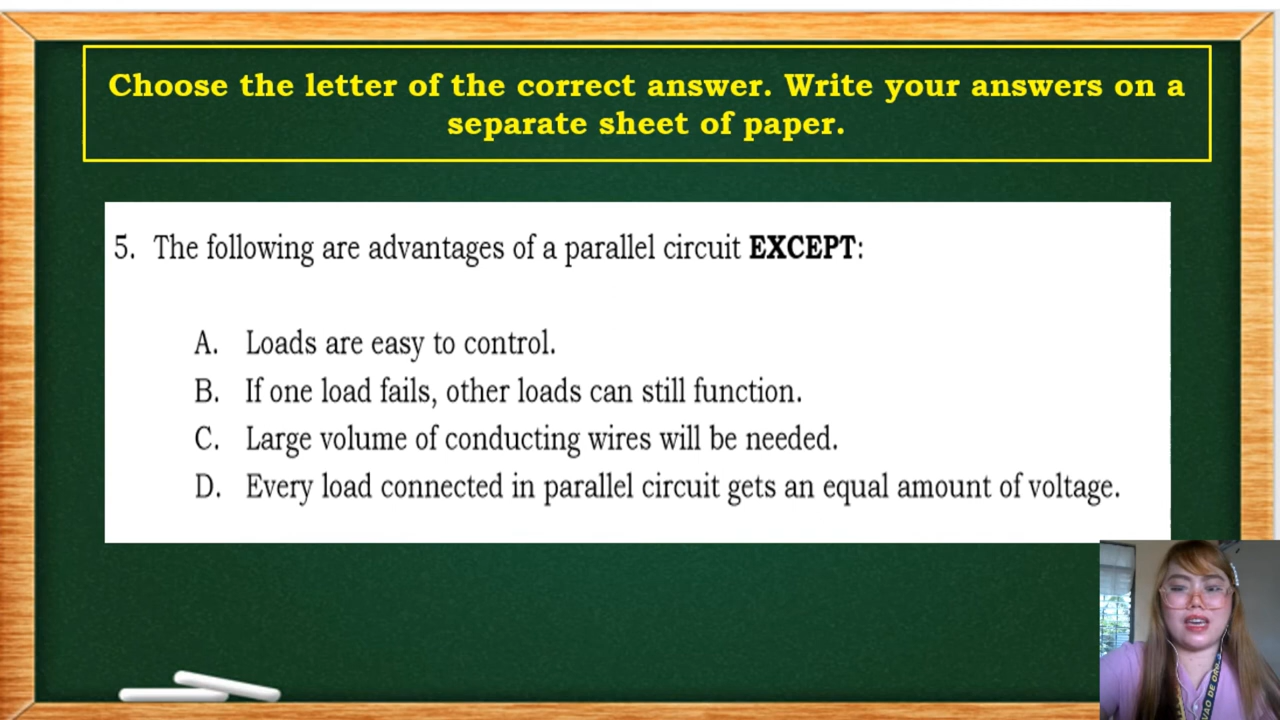 Choose the letter of the correct answer. Write your answers on a
separate sheet of paper.
5. The following are advantages of a parallel circuit EXCEPT:
A. Loads are easy to control.
B. If one load fails, other loads can still function.
C. Large volume of conducting wires will be needed.
D. Every load connected in parallel circuit gets an equal amount of voltage.